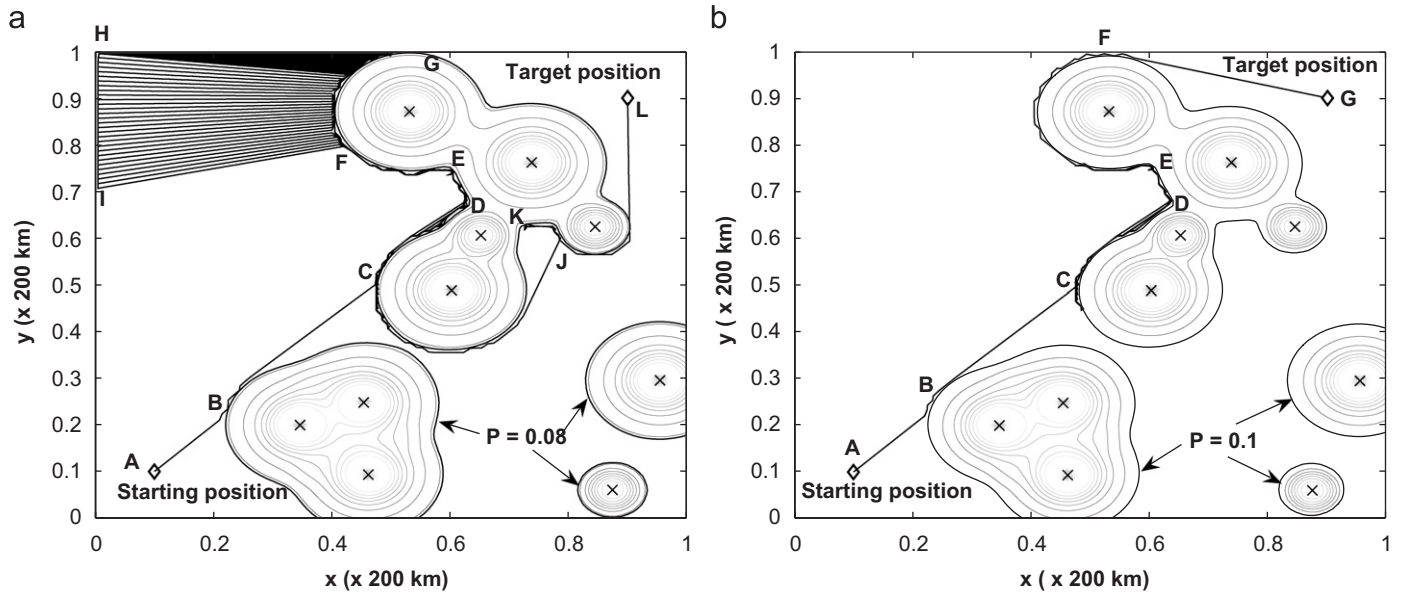 a
H
1
G
Target position
0.9
L
0.8
F
E
0.7
I
D
K
0.6
J
C
0.5
0.4
0.3
B
0.2
P = 0.08
A
0.1
Starting position
0
0 0.2 0.4 0.6 0.8 1
x (x 200 km)
y (x 200 km)
b
F
1
Target position
0.9
G
0.8
E
0.7
D
0.6
C
0.5
0.4
0.3
B
0.2
P = 0.1
A
0.1
Starting position
0
0 0.2 0.4 0.6 0.8 1
x ( x 200 km)
y ( x 200 km)